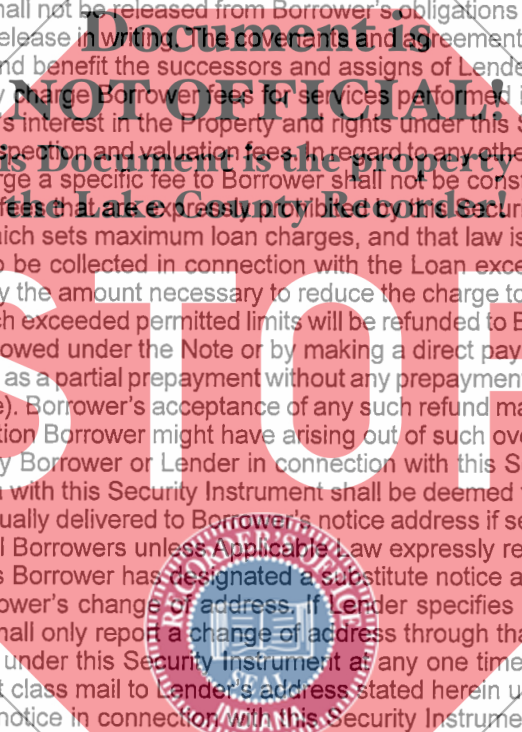 hall not be released from Borrower's obligations
elease in writing. The covenants and agreement
Document is
nd benefit the successors and assigns of Lende
y charge Borrower fees for services performed i
NOT OFFICIAL!
's interest in the Property and rights under this S
spection and valuation fees. In regard to any othe
is Document is the property
rge a specific fee to Borrower shall not be cons
fees that are expressly prohibited by this Secur
the Lake County Recorder!
ich sets maximum loan charges, and that law is
o be collected in connection with the Loan exce
y the amount necessary to reduce the charge to
ch exceeded permitted limits will be refunded to B
STOP
owed under the Note or by making a direct pay
as a partial prepayment without any prepaymen
e). Borrower's acceptance of any such refund ma
tion Borrower might have arising out of such ove
y Borrower or Lender in connection with this S
n with this Security Instrument shall be deemed
ually delivered to Borrower's notice address if se
l Borrowers unless Applicable Law expressly re
s Borrower has designated a substitute notice a
ower's change of address. If Lender specifies
hall only report a change of address through tha
under this Security Instrument at any one time
t class mail to Lender's address stated herein u
notice in connection with this Security Instrume
RECORDER'S OFFICE
SEAL
INDIANA